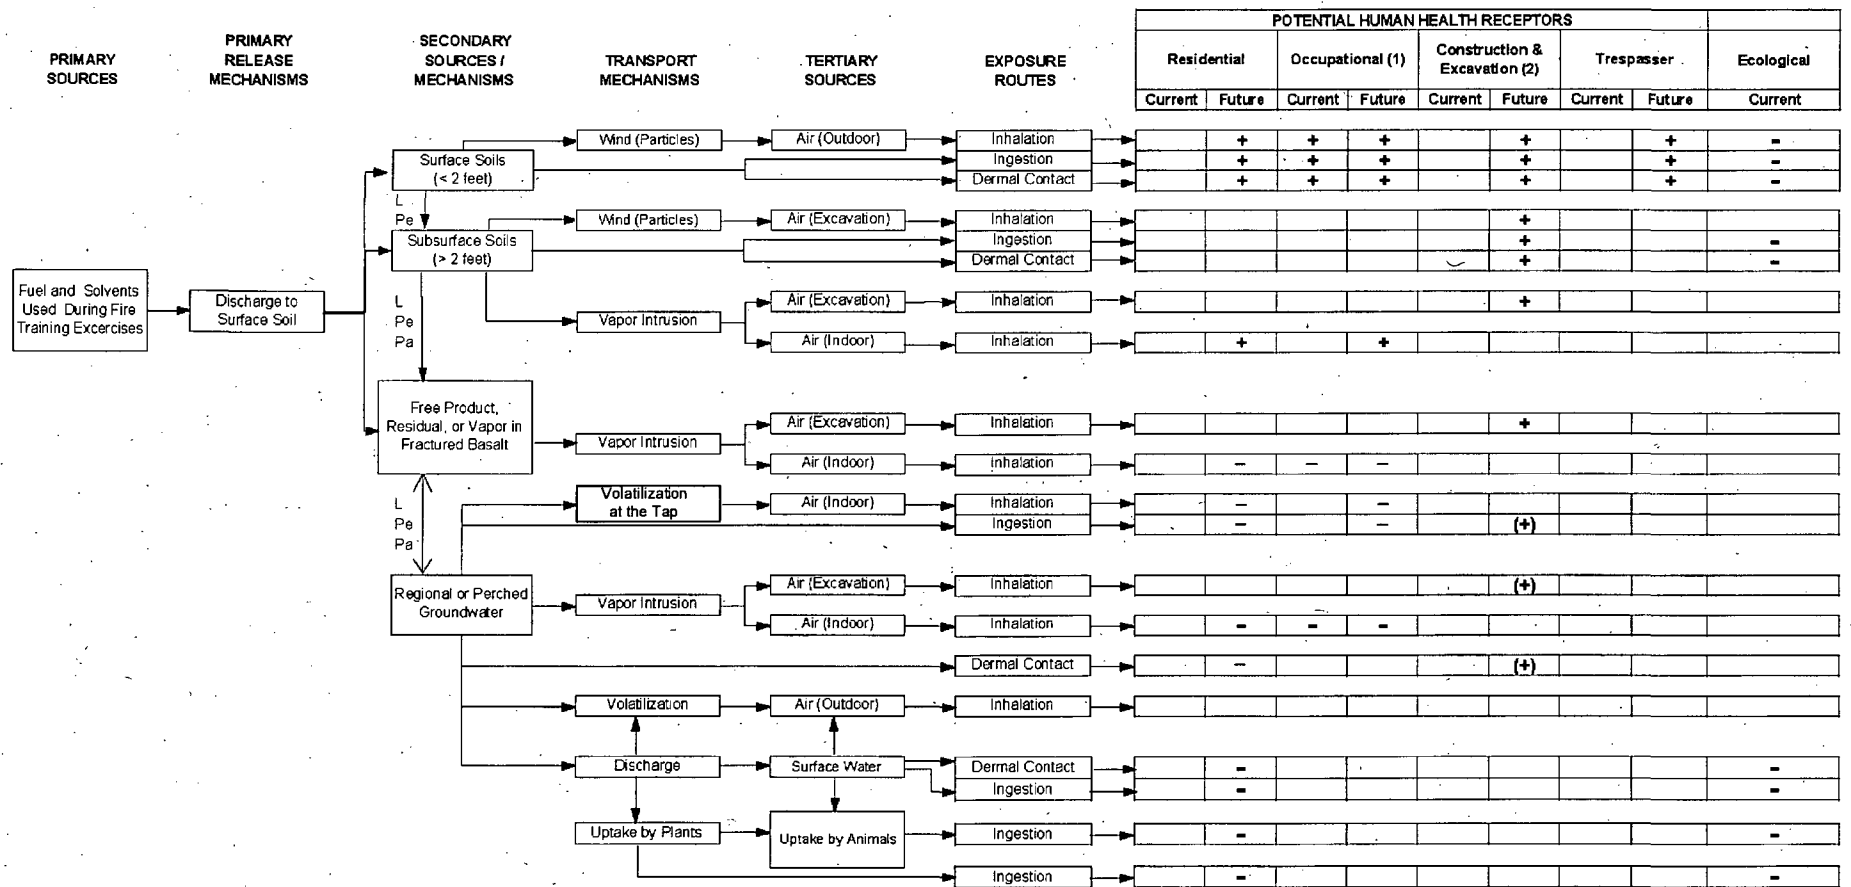 POTENTIAL HUMAN HEALTH RECEPTORS
PRIMARY
SOURCES
PRIMARY
RELEASE
MECHANISMS
SECONDARY
SOURCES /
MECHANISMS
TRANSPORT
MECHANISMS
TERTIARY
SOURCES
EXPOSURE
ROUTES
Residential
Occupational (1)
Construction &
Excavation (2)
Trespasser
Ecological
Current Future Current Future Current Future Current Future Current
Wind (Particles) Air (Outdoor) Inhalation + + + + + -
Surface Soils
(< 2 feet)
Ingestion + + + + + -
Dermal Contact + + + + + -
L
Pe
Wind (Particles) Air (Excavation) Inhalation +
Subsurface Soils
(> 2 feet)
Ingestion + -
Dermal Contact + -
Fuel and Solvents
Used During Fire
Training Excercises
Discharge to
Surface Soil
L
Pe
Pa
Air (Excavation) Inhalation +
Vapor Intrusion
Air (Indoor) Inhalation + +
Free Product,
Residual, or Vapor in
Fractured Basalt
Air (Excavation) Inhalation +
Vapor Intrusion
Air (Indoor) Inhalation - - -
L
Pe
Pa
Volatilization
at the Tap
Air (Indoor) Inhalation - -
Ingestion - - (+)
Regional or Perched
Groundwater
Air (Excavation) Inhalation (+)
Vapor Intrusion
Air (Indoor) Inhalation - - -
Dermal Contact - (+)
Volatilization Air (Outdoor) Inhalation
Discharge Surface Water Dermal Contact - -
Ingestion - -
Uptake by Plants Uptake by Animals Ingestion - -
Ingestion -